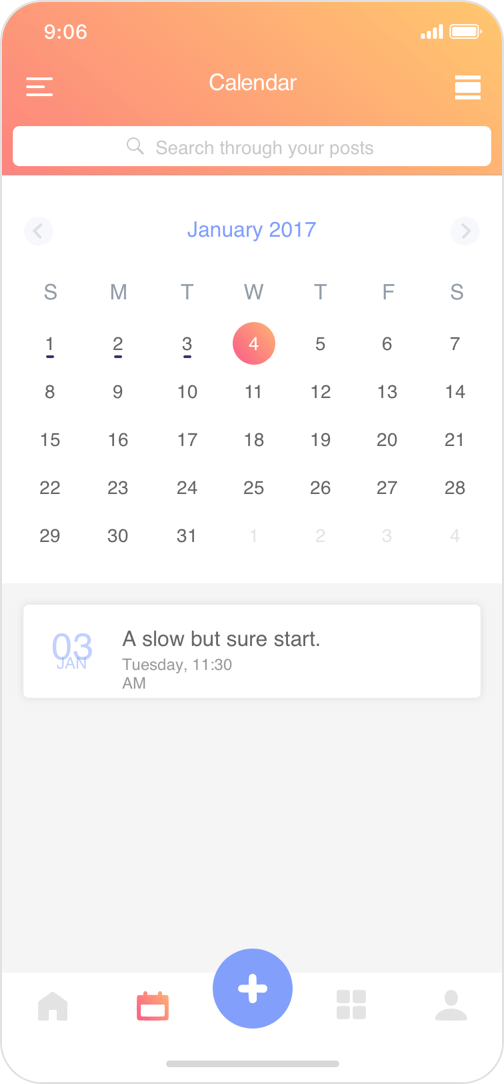 9:06
Calendar
Search through your posts
January 2017
S M T W T F S
1 2 3 4 5 6 7
8 9 10 11 12 13 14
15 16 17 18 19 20 21
22 23 24 25 26 27 28
29 30 31 1 2 3 4
03
JAN
A slow but sure start.
Tuesday, 11:30
AM